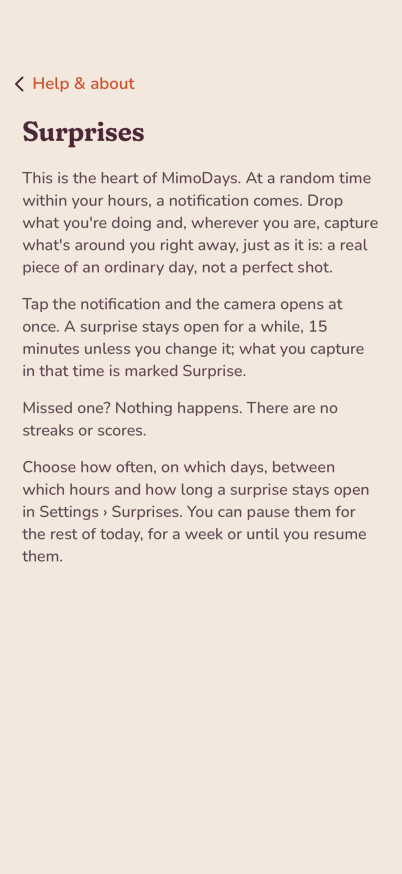 Help & about
Surprises
This is the heart of MimoDays. At a random time
within your hours, a notification comes. Drop
what you're doing and, wherever you are, capture
what's around you right away, just as it is: a real
piece of an ordinary day, not a perfect shot.
Tap the notification and the camera opens at
once. A surprise stays open for a while, 15
minutes unless you change it; what you capture
in that time is marked Surprise.
Missed one? Nothing happens. There are no
streaks or scores.
Choose how often, on which days, between
which hours and how long a surprise stays open
in Settings › Surprises. You can pause them for
the rest of today, for a week or until you resume
them.